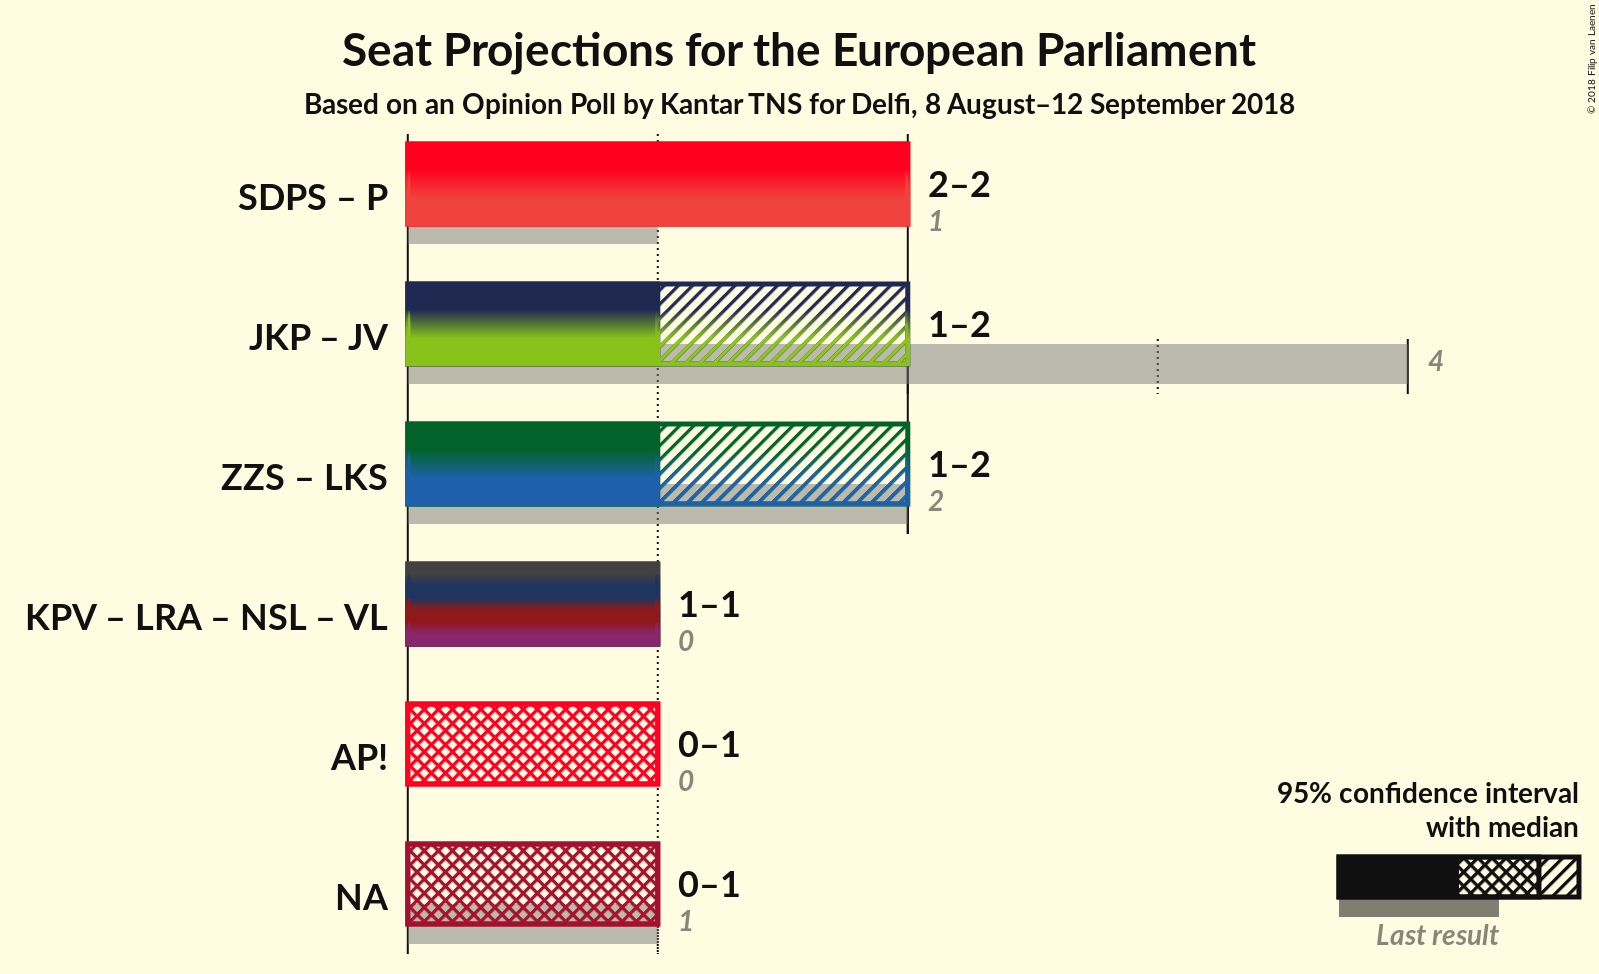 Seat Projections for the European Parliament
Based on an Opinion Poll by Kantar TNS for Delfi, 8 August–12 September 2018
© 2018 Filip van Laenen
SDPS – P
2–2
1
JKP – JV
1–2
4
ZZS – LKS
1–2
2
KPV – LRA – NSL – VL
1–1
0
AP!
0–1
0
NA
0–1
1
95% confidence interval
with median
Last result